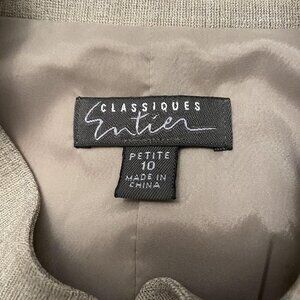 CLASSIQUES
Entier
PETITE
10
MADE IN
CHINA